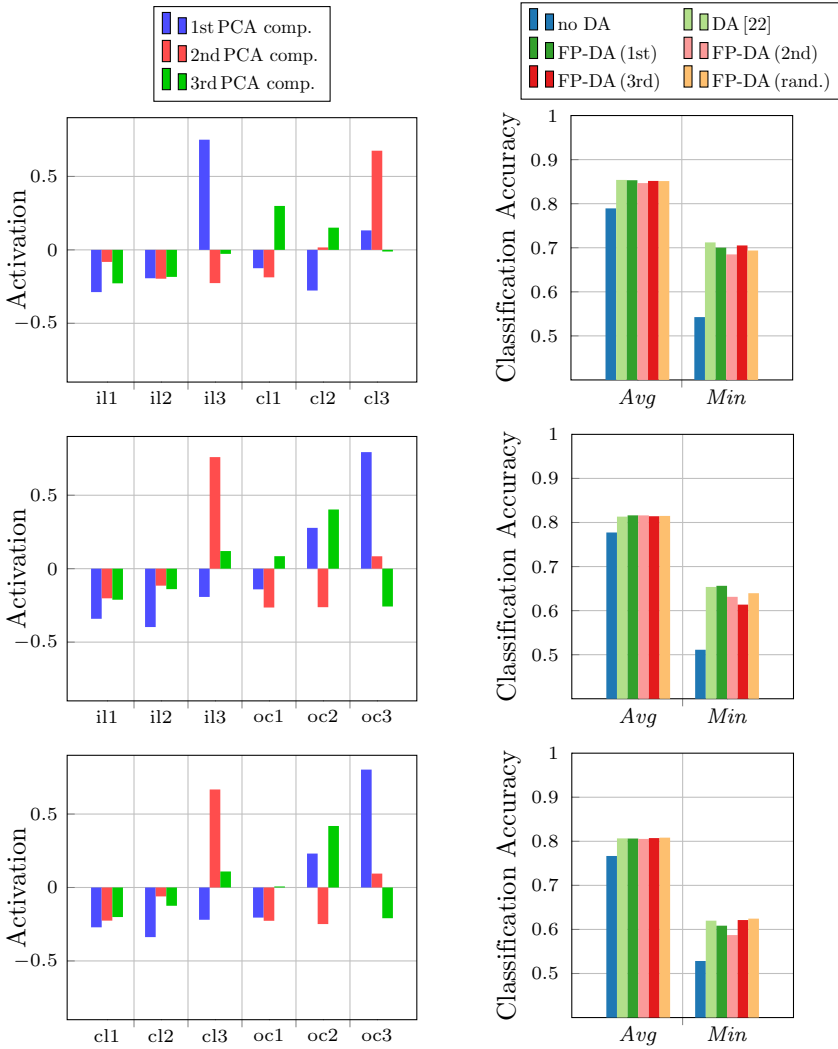 1st PCA comp.
2nd PCA comp.
3rd PCA comp.
no DA
DA [22]
FP-DA (1st)
FP-DA (2nd)
FP-DA (3rd)
FP-DA (rand.)
Activation
0.5
0
−0.5
il1 il2 il3 cl1 cl2 cl3
Classification Accuracy
1
0.9
0.8
0.7
0.6
0.5
Avg Min
Activation
0.5
0
−0.5
il1 il2 il3 oc1 oc2 oc3
Classification Accuracy
1
0.9
0.8
0.7
0.6
0.5
Avg Min
Activation
0.5
0
−0.5
cl1 cl2 cl3 oc1 oc2 oc3
Classification Accuracy
1
0.9
0.8
0.7
0.6
0.5
Avg Min